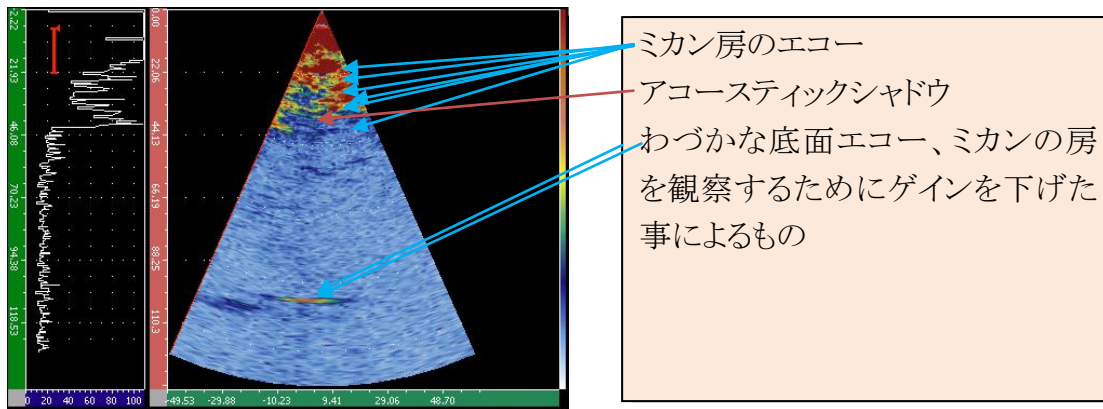 -2.22
21.93
46.08
70.23
94.38
118.53
0 20 40 60 80 100
0.00
22.06
44.13
66.19
88.25
110.3
-49.53 -29.88 -10.23 9.41 29.06 48.70
ミカン房のエコー
アコースティックシャドウ
わづかな底面エコー、ミカンの房
を観察するためにゲインを下げた
事によるもの